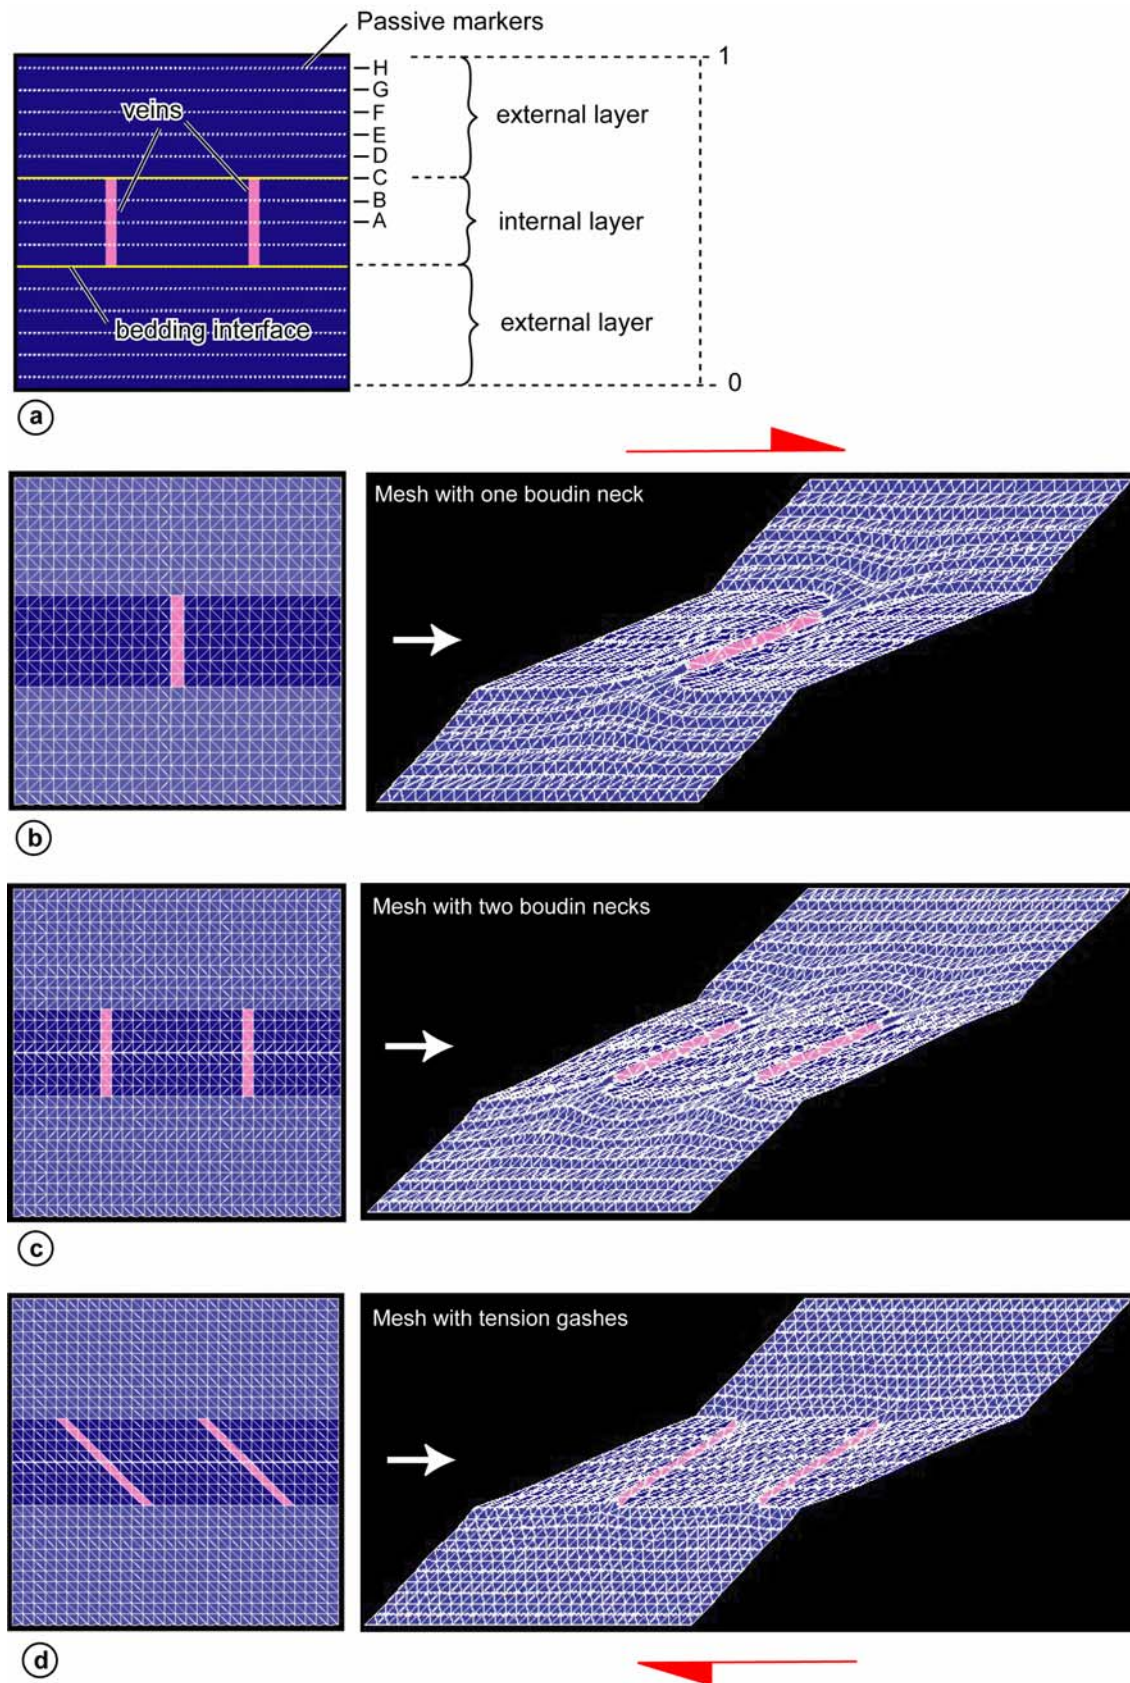 Passive markers
H
1
G
veins
F
external layer
E
D
C
B
internal layer
A
external layer
bedding interface
0
a
Mesh with one boudin neck
b
Mesh with two boudin necks
c
Mesh with tension gashes
d